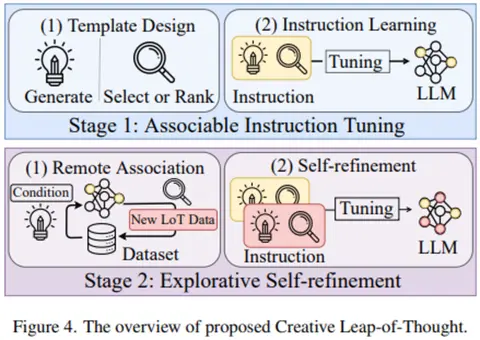 (1) Template Design
Generate
Select or Rank
(2) Instruction Learning
Instruction
Tuning
LLM
Stage 1: Associable Instruction Tuning
(1) Remote Association
Condition
New LoT Data
Dataset
(2) Self-refinement
Instruction
Tuning
LLM
Stage 2: Explorative Self-refinement
Figure 4. The overview of proposed Creative Leap-of-Thought.